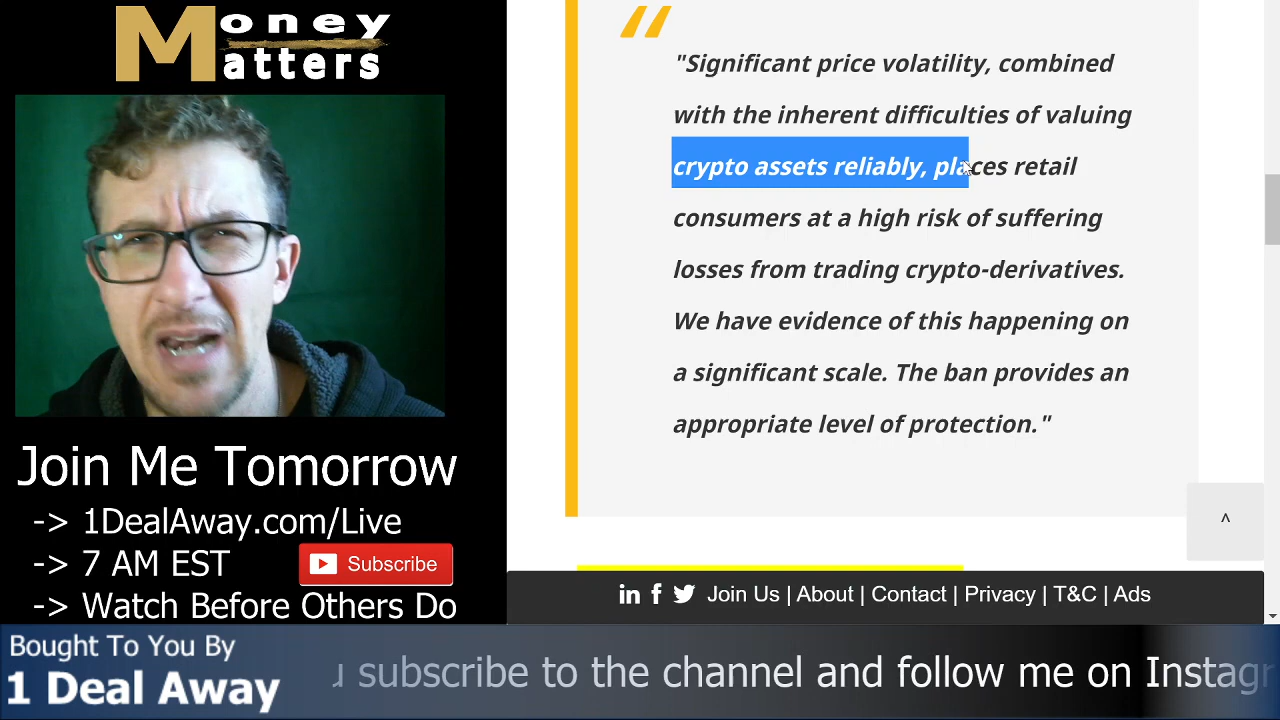 Money
Matters
Join Me Tomorrow
-> 1DealAway.com/Live
-> 7 AM EST
Subscribe
-> Watch Before Others Do
"Significant price volatility, combined
with the inherent difficulties of valuing
crypto assets reliably, places retail
consumers at a high risk of suffering
losses from trading crypto-derivatives.
We have evidence of this happening on
a significant scale. The ban provides an
appropriate level of protection."
^
in f Join Us | About | Contact | Privacy | T&C | Ads
Bought To You By
1 Deal Away
subscribe to the channel and follow me on Instagr